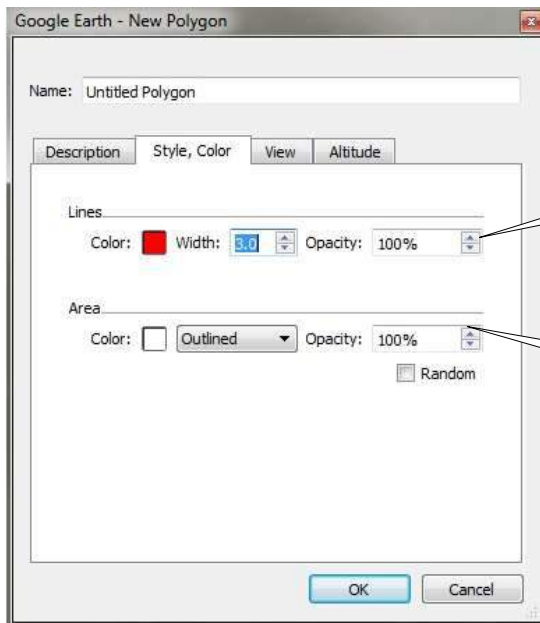 Google Earth - New Polygon
Name: Untitled Polygon
Description Style, Color View Altitude
Lines
Color: Width: 3.0 Opacity: 100%
Area
Color: Outlined Opacity: 100%
Random
OK Cancel